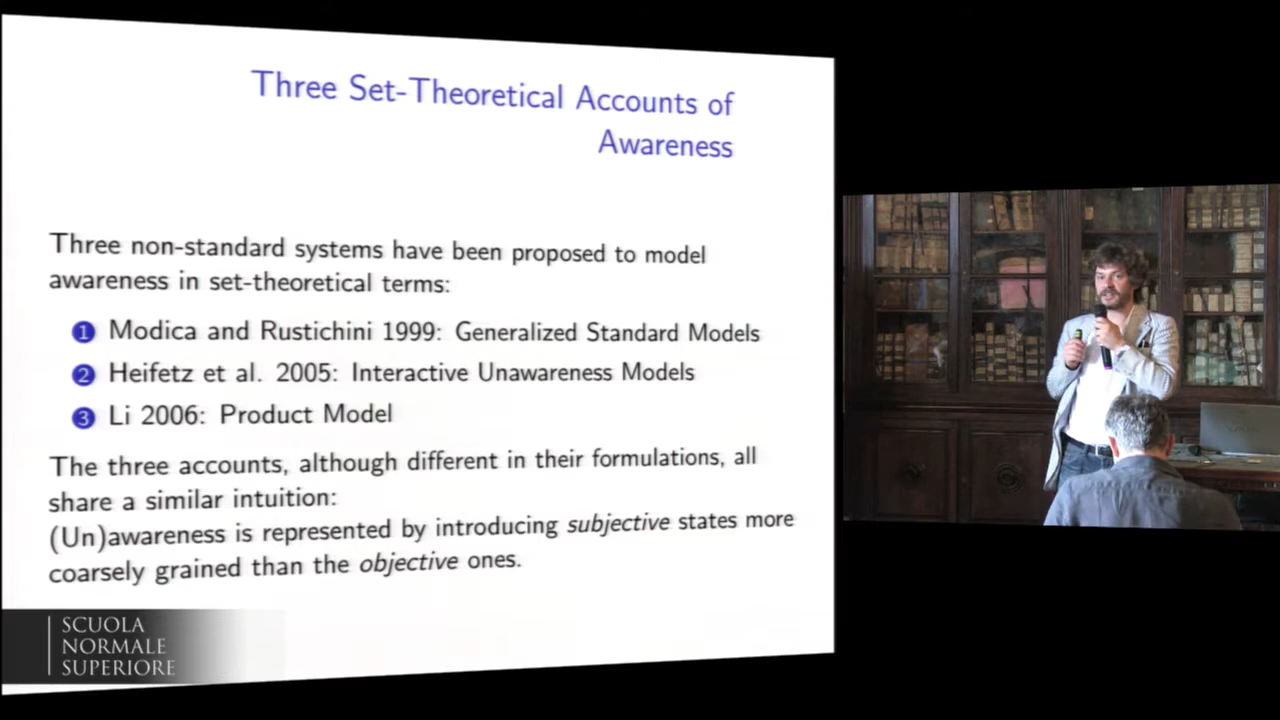 Three Set-Theoretical Accounts of
Awareness
Three non-standard systems have been proposed to model
awareness in set-theoretical terms:
1 Modica and Rustichini 1999: Generalized Standard Models
2 Heifetz et al. 2005: Interactive Unawareness Models
3 Li 2006: Product Model
The three accounts, although different in their formulations, all
share a similar intuition:
(Un)awareness is represented by introducing subjective states more
coarsely grained than the objective ones.
SCUOLA
NORMALE
SUPERIORE